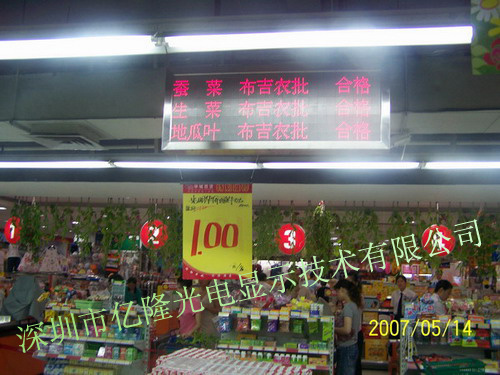 蚕菜 布吉农批 合格
生菜 布吉农批 合格
地瓜叶 布吉农批 合格
1.00
1
2
3
4
深圳市亿隆光电显示技术有限公司
2007/05/14